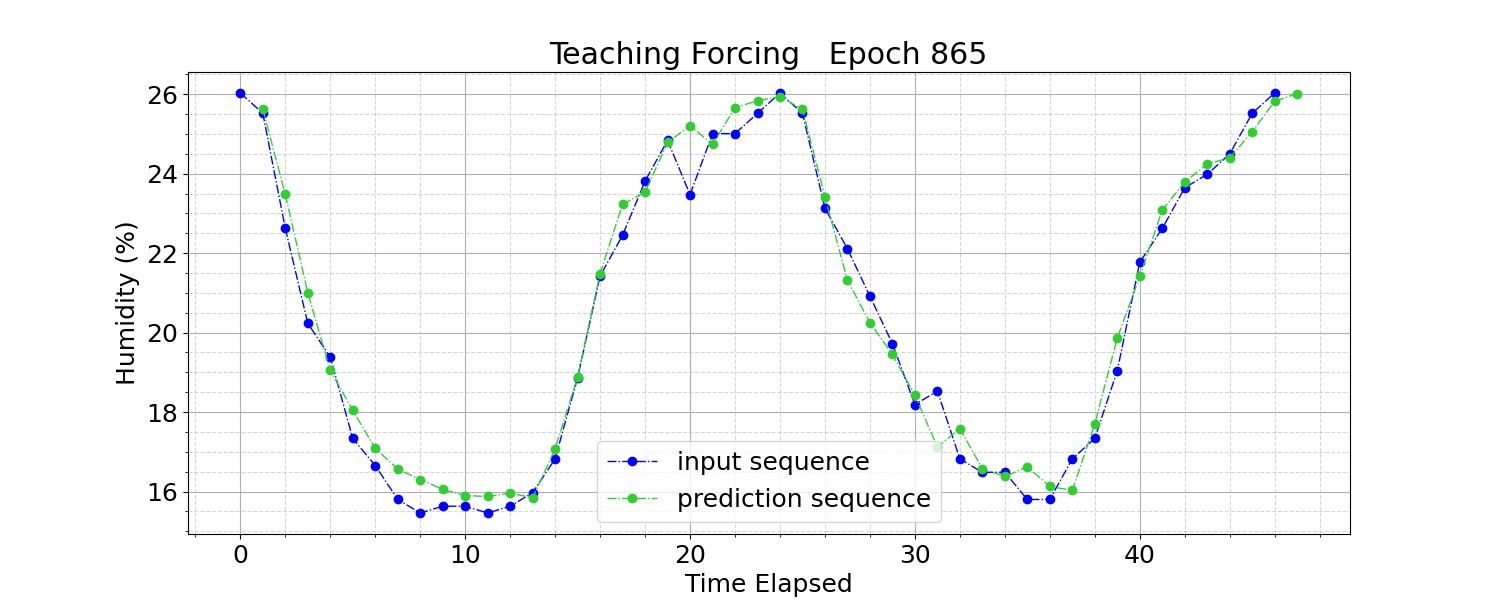 Teaching Forcing   Epoch 865
Humidity (%)
26
24
22
20
18
16
input sequence
prediction sequence
0 10 20 30 40
Time Elapsed